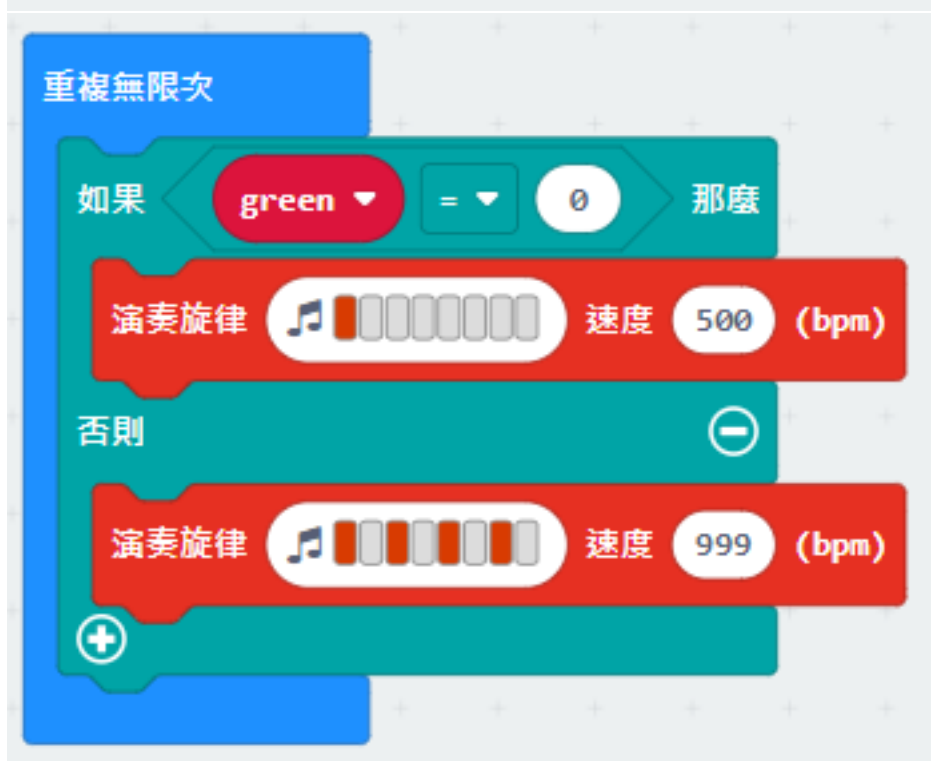 重複無限次
如果 green = 0 那麼
演奏旋律 速度 500 (bpm)
否則
演奏旋律 速度 999 (bpm)